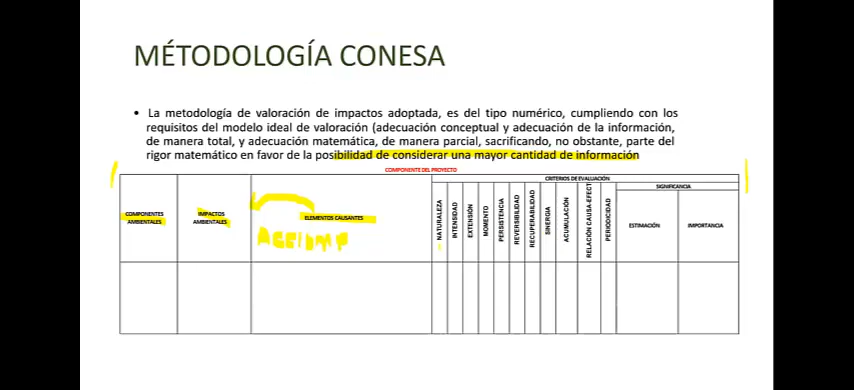 MÉTODOLOGÍA CONESA
• La metodología de valoración de impactos adoptada, es del tipo numérico, cumpliendo con los
requisitos del modelo ideal de valoración (adecuación conceptual y adecuación de la información,
de manera total, y adecuación matemática, de manera parcial, sacrificando, no obstante, parte del
rigor matemático en favor de la posibilidad de considerar una mayor cantidad de información
COMPONENTE DEL PROYECTO
CRITERIOS DE EVALUACIÓN
SIGNIFICANCIA
COMPONENTES
AMBIENTALES
IMPACTOS
AMBIENTALES
ELEMENTOS CAUSANTES
NATURALEZA
INTENSIDAD
EXTENSIÓN
MOMENTO
PERSISTENCIA
REVERSIBILIDAD
RECUPERABILIDAD
SINERGIA
ACUMULACIÓN
RELACIÓN CAUSA-EFECT
PERIODICIDAD
ESTIMACIÓN
IMPORTANCIA